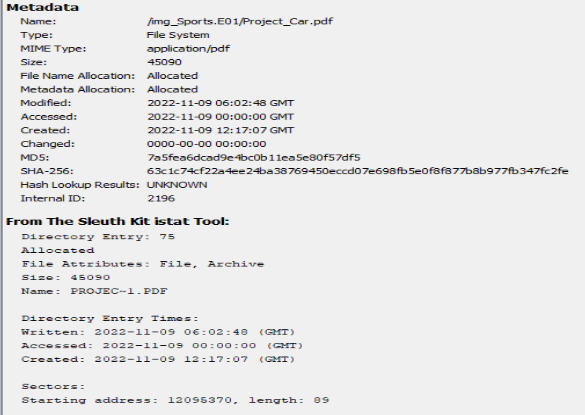 Metadata
Name: /img_Sports.E01/Project_Car.pdf
Type: File System
MIME Type: application/pdf
Size: 45090
File Name Allocation: Allocated
Metadata Allocation: Allocated
Modified: 2022-11-09 06:02:48 GMT
Accessed: 2022-11-09 00:00:00 GMT
Created: 2022-11-09 12:17:07 GMT
Changed: 0000-00-00 00:00:00
MD5: 7a5fea6dcad9e4bc0b11ea5e80f57df5
SHA-256: 63c1c74cf22a4ee24ba38769450eccd07e698fb5e0f8f877b8b977fb347fc2fe
Hash Lookup Results: UNKNOWN
Internal ID: 2196
From The Sleuth Kit istat Tool:
Directory Entry: 75
Allocated
File Attributes: File, Archive
Size: 45090
Name: PROJEC~1.PDF
Directory Entry Times:
Written: 2022-11-09 06:02:48 (GMT)
Accessed: 2022-11-09 00:00:00 (GMT)
Created: 2022-11-09 12:17:07 (GMT)
Sectors:
Starting address: 12095370, length: 89